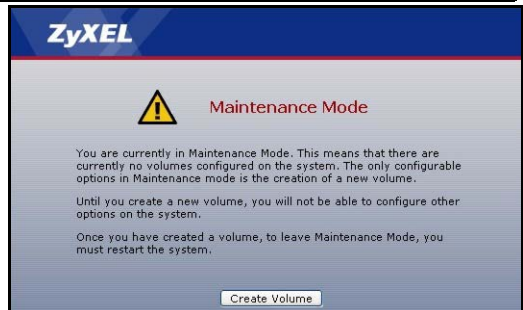 ZyXEL
Maintenance Mode
You are currently in Maintenance Mode. This means that there are
currently no volumes configured on the system. The only configurable
options in Maintenance mode is the creation of a new volume.
Until you create a new volume, you will not be able to configure other
options on the system.
Once you have created a volume, to leave Maintenance Mode, you
must restart the system.
Create Volume